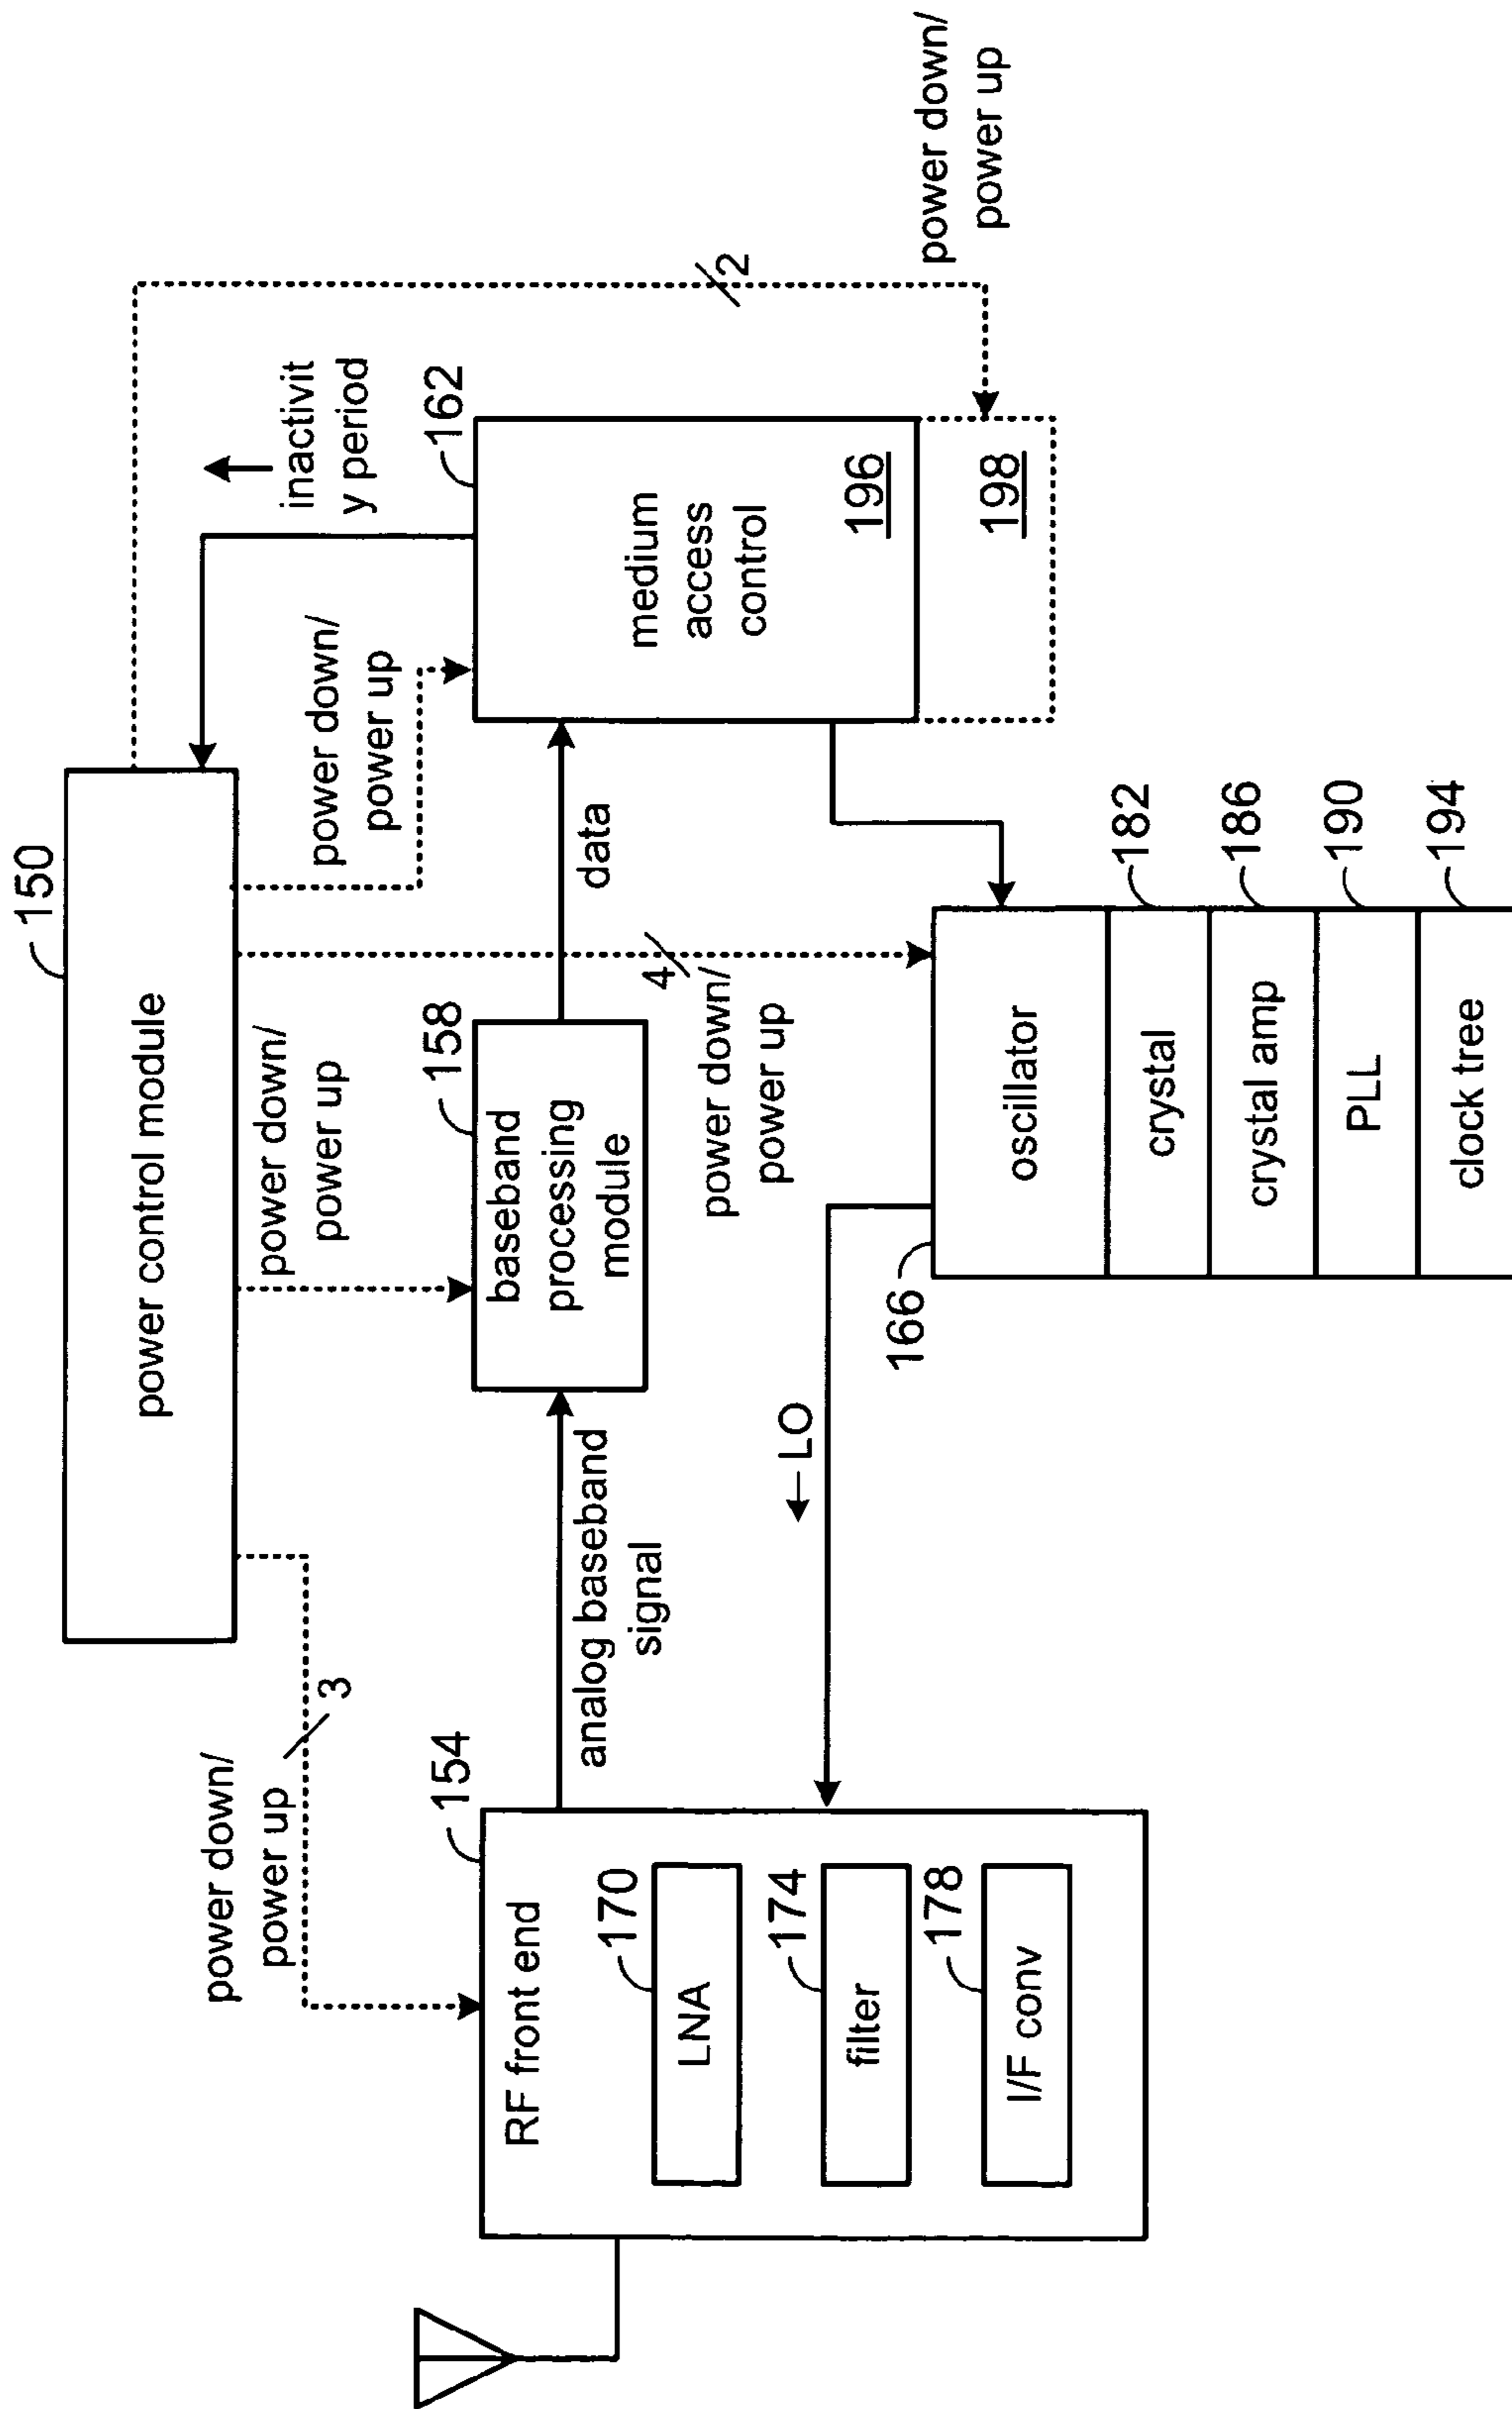 150
power control module
power down/
power up
3
power down/
power up
power down/
power up
inactivit
y period
2
power down/
power up
154
RF front end
170
LNA
174
filter
178
I/F conv
analog baseband
signal
158
baseband
processing
module
data
162
medium
access
control
196
198
4
power down/
power up
←LO
166
oscillator
crystal
182
crystal amp
186
PLL
190
clock tree
194